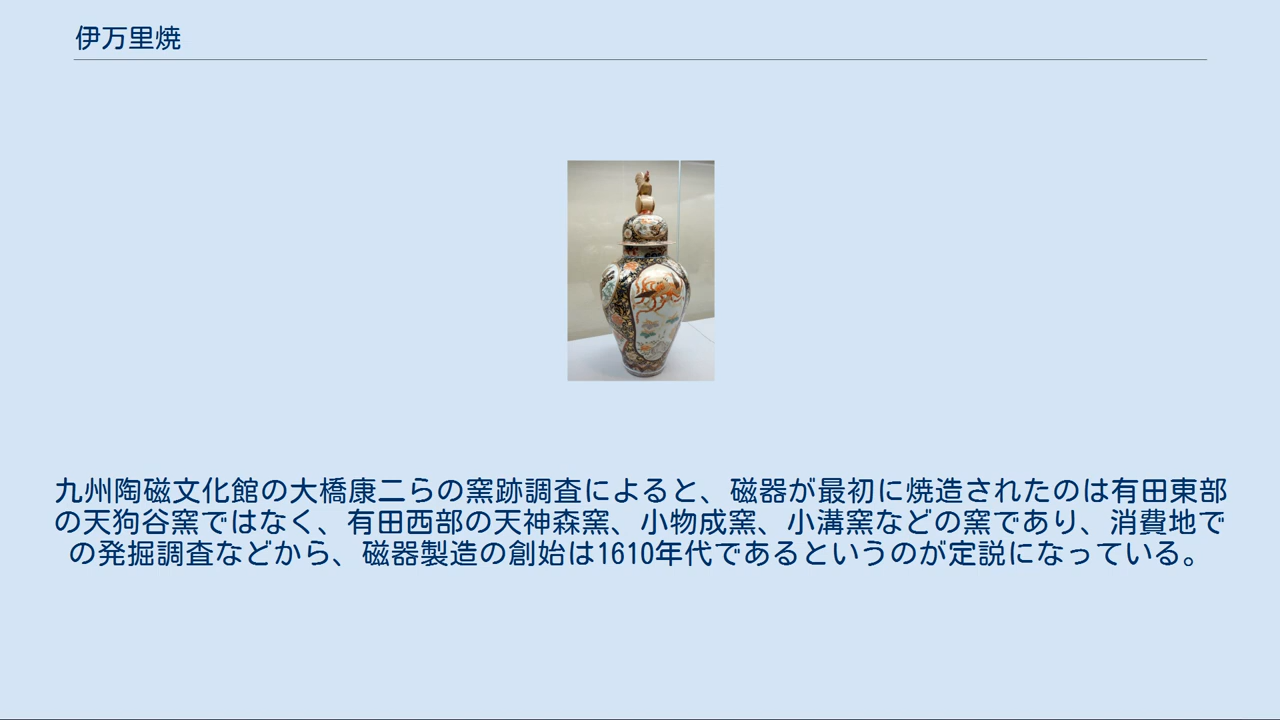 伊万里焼
九州陶磁文化館の大橋康二らの窯跡調査によると、磁器が最初に焼造されたのは有田東部
の天狗谷窯ではなく、有田西部の天神森窯、小物成窯、小溝窯などの窯であり、消費地で
の発掘調査などから、磁器製造の創始は1610年代であるというのが定説になっている。